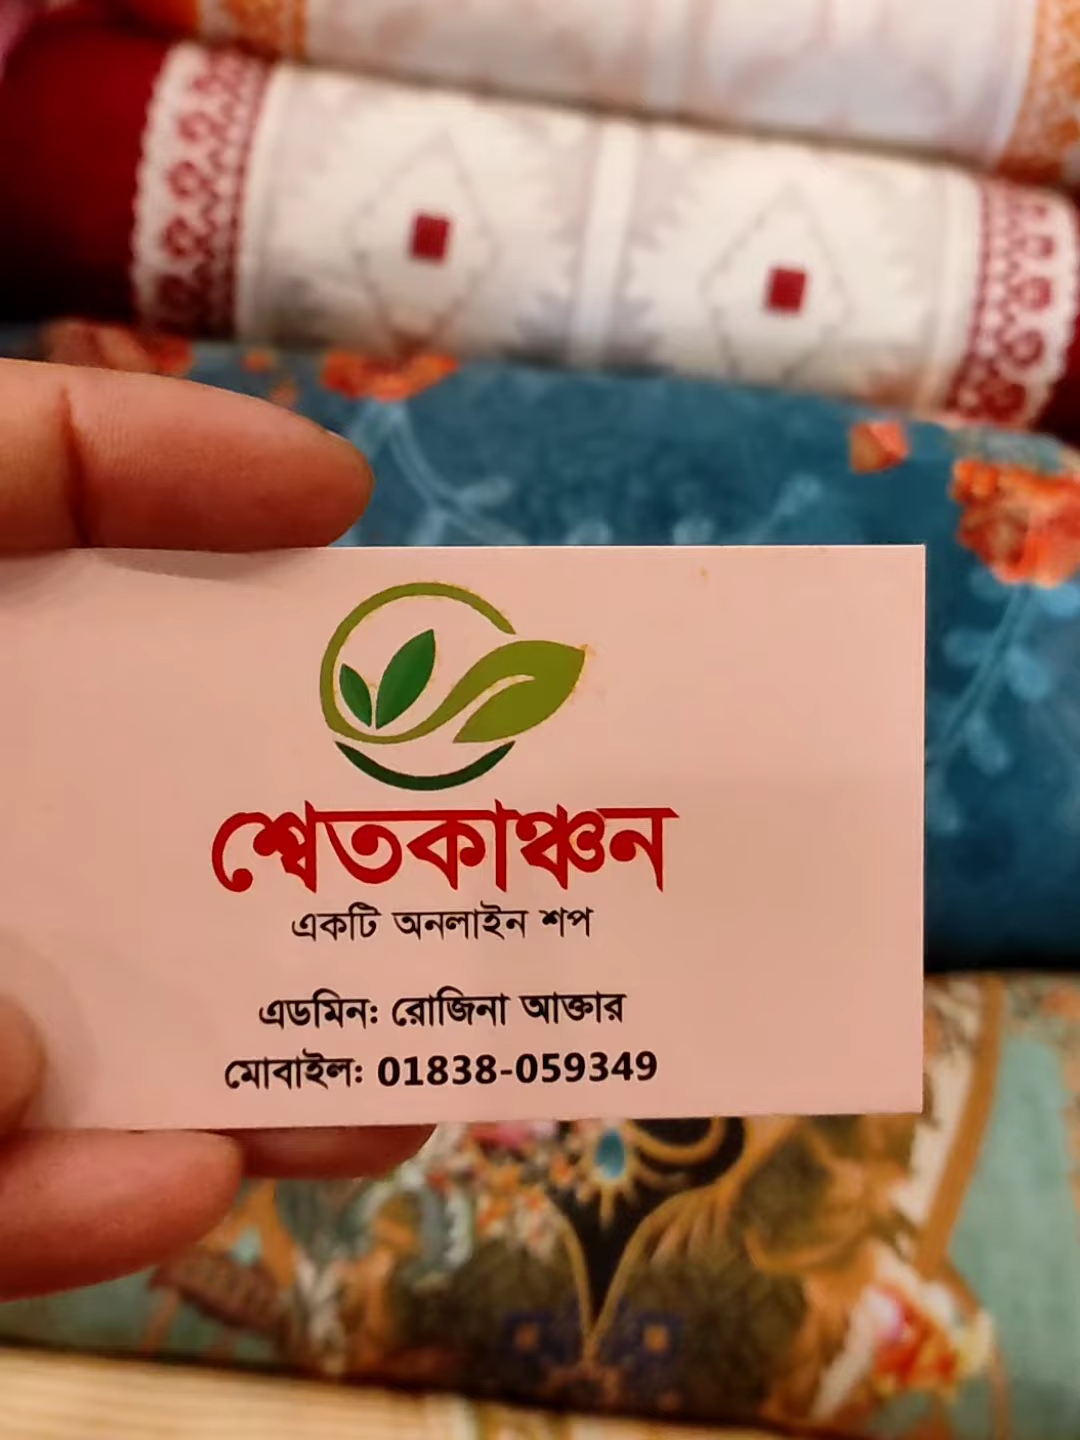 শ্বেতকাঞ্চন
একটি অনলাইন শপ
এডমিন: রোজিনা আক্তার
মোবাইল: 01838-059349